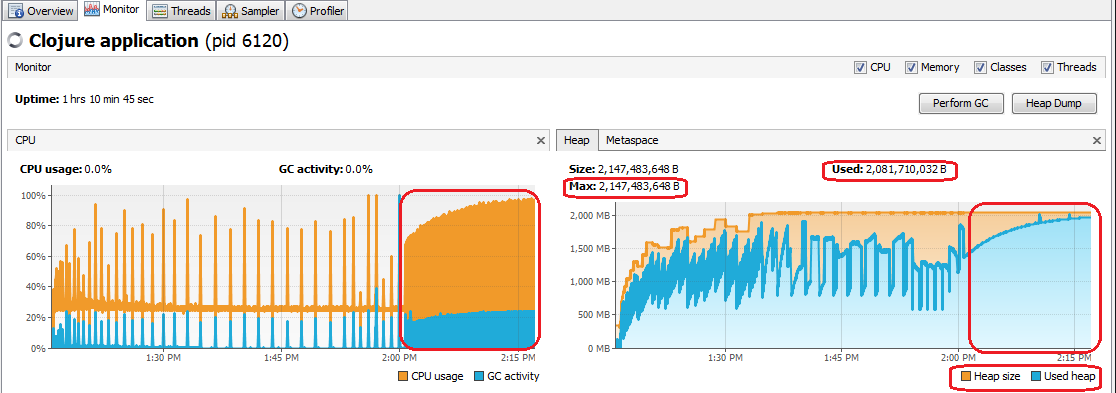 Overview Monitor Threads Sampler Profiler
Clojure application (pid 6120)
Monitor CPU Memory Classes Threads
Uptime: 1 hrs 10 min 45 sec
Perform GC Heap Dump
CPU
CPU usage: 0.0% GC activity: 0.0%
100%
80%
60%
40%
20%
0%
1:30 PM 1:45 PM 2:00 PM 2:15 PM
CPU usage GC activity
Heap Metaspace
Size: 2,147,483,648 B Used: 2,081,710,032 B
Max: 2,147,483,648 B
2,000 MB
1,500 MB
1,000 MB
500 MB
0 MB
1:30 PM 1:45 PM 2:00 PM 2:15 PM
Heap size Used heap